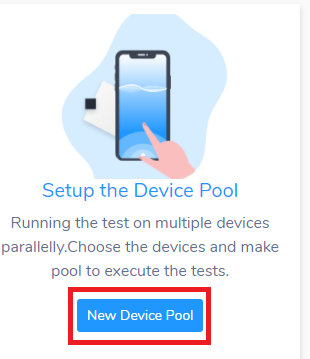 Setup the Device Pool
Running the test on multiple devices
parallelly.Choose the devices and make
pool to execute the tests.
New Device Pool